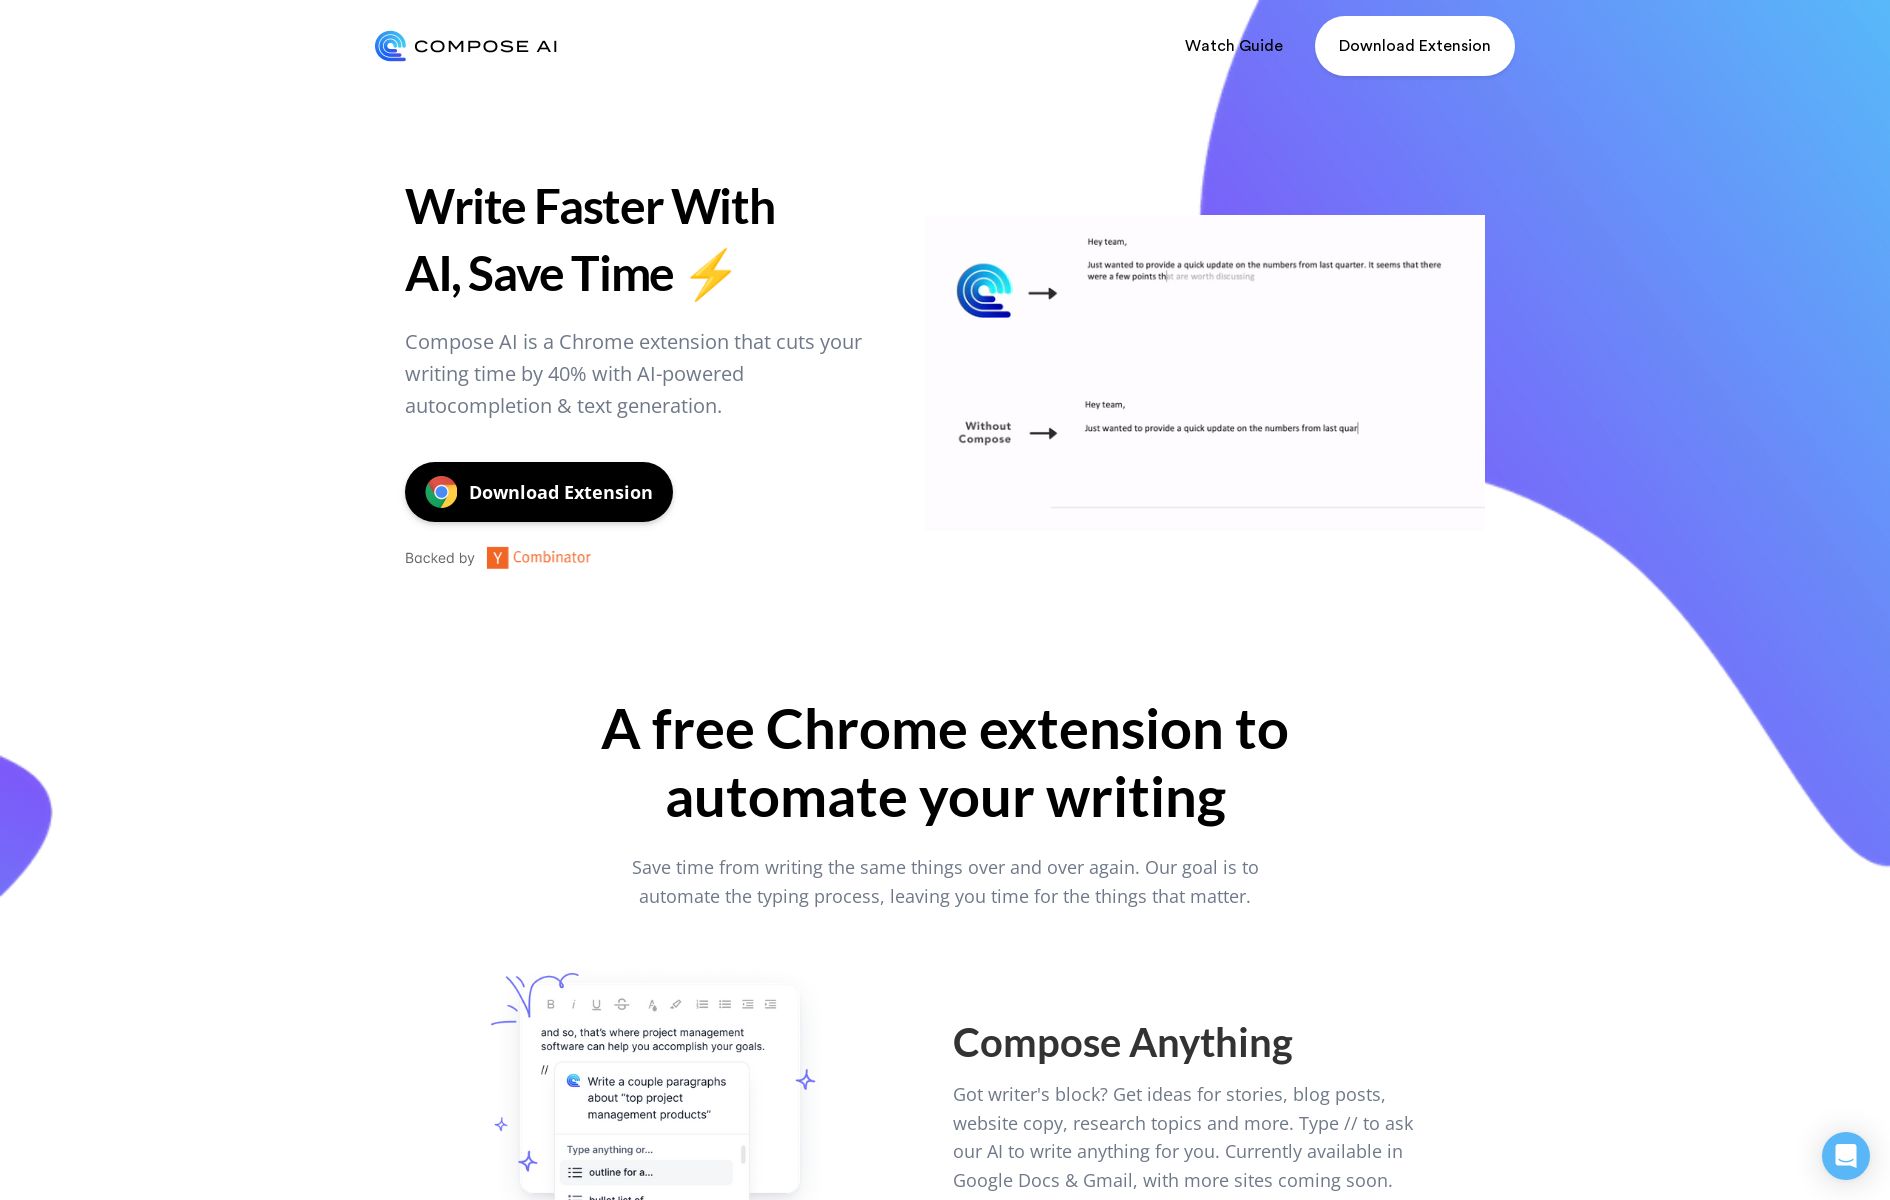 COMPOSE AI
Watch Guide
Download Extension
Write Faster With
AI, Save Time ⚡
Compose AI is a Chrome extension that cuts your
writing time by 40% with AI-powered
autocompletion & text generation.
Download Extension
Backed by
Y Combinator
Hey team,
Just wanted to provide a quick update on the numbers from last quarter. It seems that there
were a few points that are worth discussing
Without
Compose
Hey team,
Just wanted to provide a quick update on the numbers from last quar
A free Chrome extension to
automate your writing
Save time from writing the same things over and over again. Our goal is to
automate the typing process, leaving you time for the things that matter.
B i U S A
and so, that's where project management
software can help you accomplish your goals.
//
Write a couple paragraphs
about “top project
management products”
Type anything or...
outline for a...
bullet list of
Compose Anything
Got writer's block? Get ideas for stories, blog posts,
website copy, research topics and more. Type // to ask
our AI to write anything for you. Currently available in
Google Docs & Gmail, with more sites coming soon.